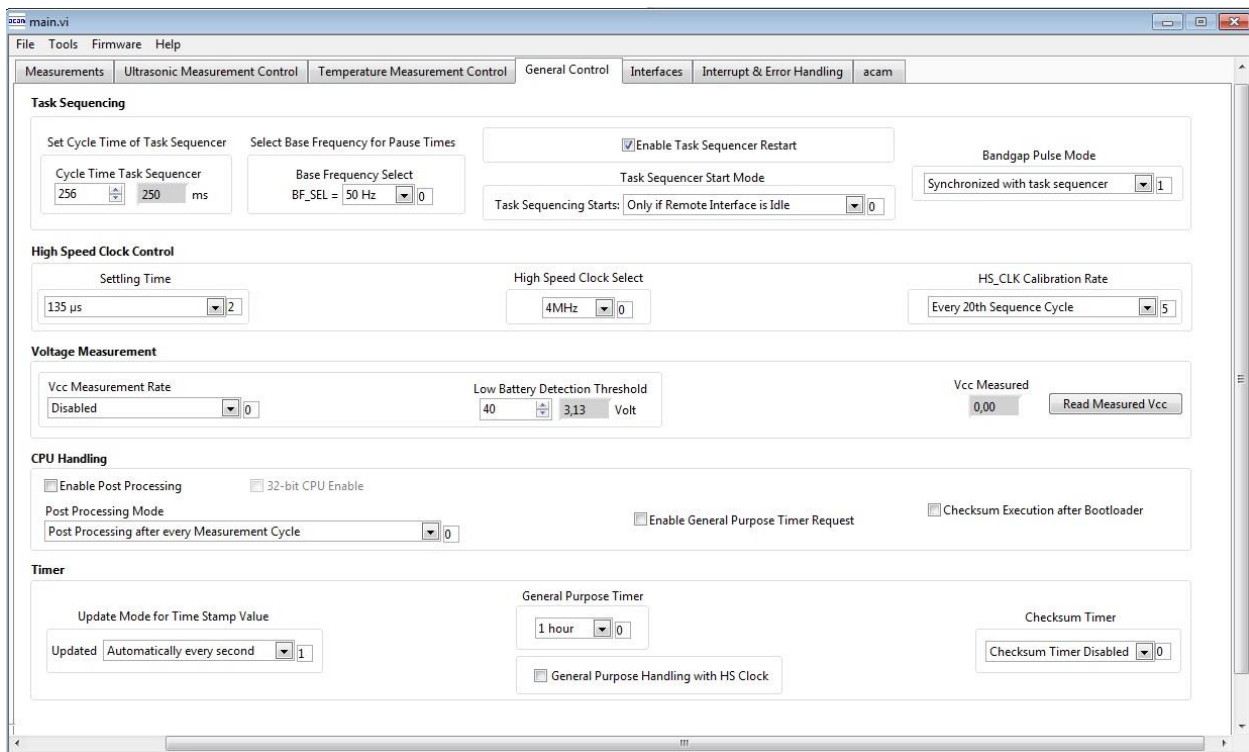 acam main.vi
File Tools Firmware Help
Measurements Ultrasonic Measurement Control Temperature Measurement Control General Control Interfaces Interrupt & Error Handling acam
Task Sequencing
Set Cycle Time of Task Sequencer
Cycle Time Task Sequencer
256 250 ms
Select Base Frequency for Pause Times
Base Frequency Select
BF_SEL = 50 Hz 0
Enable Task Sequencer Restart
Task Sequencer Start Mode
Task Sequencing Starts: Only if Remote Interface is Idle 0
Bandgap Pulse Mode
Synchronized with task sequencer 1
High Speed Clock Control
Settling Time
135 µs 2
High Speed Clock Select
4MHz 0
HS_CLK Calibration Rate
Every 20th Sequence Cycle 5
Voltage Measurement
Vcc Measurement Rate
Disabled 0
Low Battery Detection Threshold
40 3,13 Volt
Vcc Measured
0,00 Read Measured Vcc
CPU Handling
Enable Post Processing 32-bit CPU Enable
Post Processing Mode
Post Processing after every Measurement Cycle 0
Enable General Purpose Timer Request
Checksum Execution after Bootloader
Timer
Update Mode for Time Stamp Value
Updated Automatically every second 1
General Purpose Timer
1 hour 0
General Purpose Handling with HS Clock
Checksum Timer
Checksum Timer Disabled 0